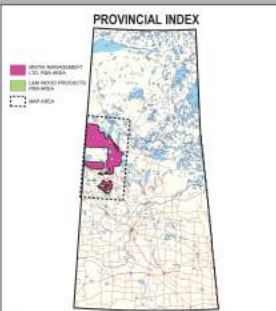 PROVINCIAL INDEX
MISTIK MANAGEMENT
LTD. FMA AREA
L&M WOOD PRODUCTS
FMA AREA
MAP AREA